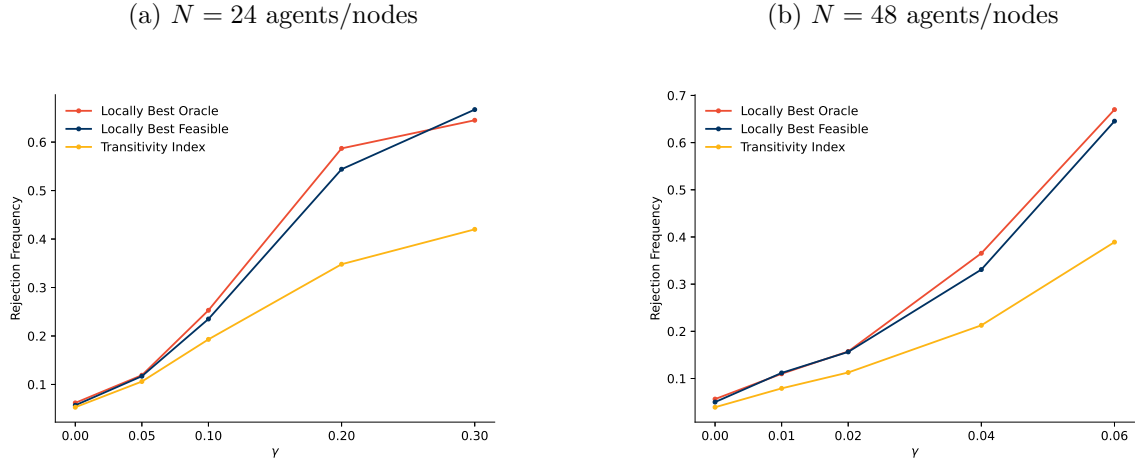 (a) N = 24 agents/nodes
Locally Best Oracle
Locally Best Feasible
Transitivity Index
Rejection Frequency
0.6
0.5
0.4
0.3
0.2
0.1
0.00 0.05 0.10 0.20 0.30
γ
(b) N = 48 agents/nodes
Locally Best Oracle
Locally Best Feasible
Transitivity Index
Rejection Frequency
0.7
0.6
0.5
0.4
0.3
0.2
0.1
0.00 0.01 0.02 0.04 0.06
γ